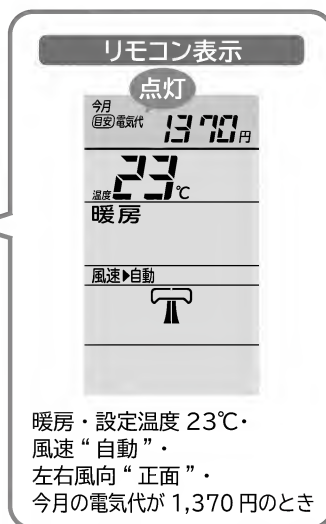 リモコン表示
点灯
今月
目安 電気代 1370円
温度 23℃
暖房
風速▶自動
暖房・設定温度 23℃・
風速“自動”・
左右風向“正面”・
今月の電気代が 1,370 円のとき